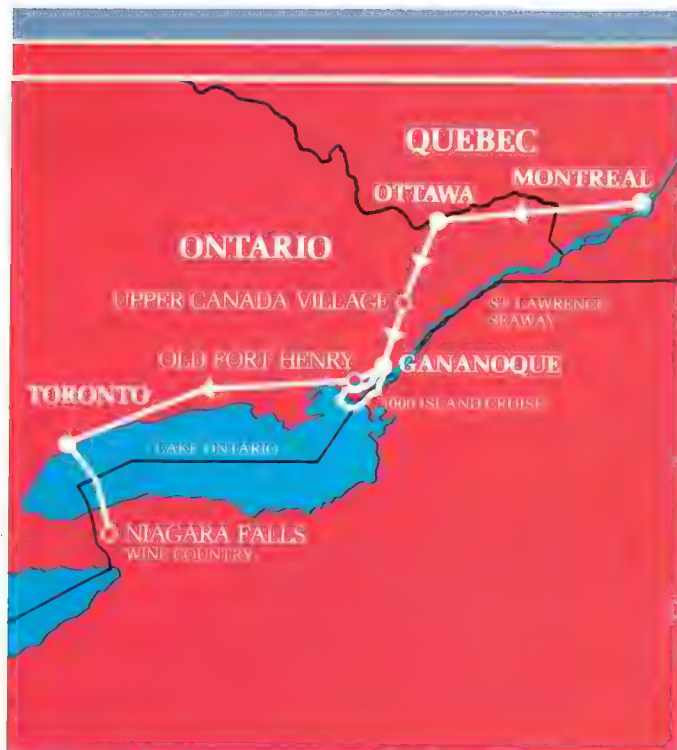 QUEBEC
OTTAWA
MONTREAL
ONTARIO
UPPER CANADA VILLAGE
ST. LAWRENCE
SEAWAY
OLD FORT HENRY
GANANOQUE
TORONTO
1000 ISLAND CRUISE
LAKE ONTARIO
NIAGARA FALLS
WINE COUNTRY